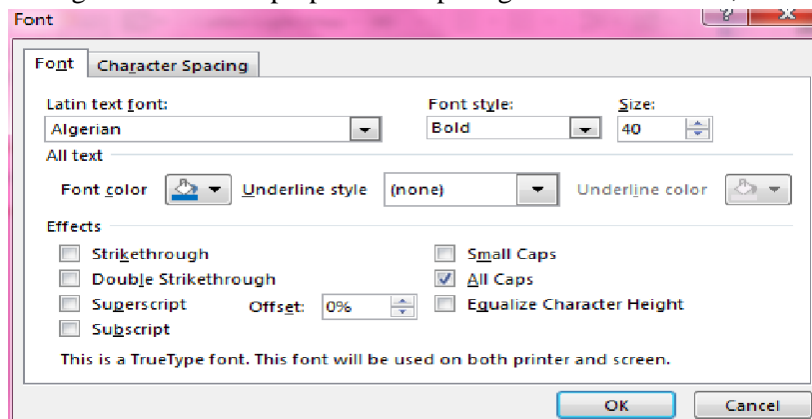 Font
Font Character Spacing
Latin text font: Font style: Size:
Algerian Bold 40
All text
Font color Underline style (none) Underline color
Effects
Strikethrough Small Caps
Double Strikethrough All Caps
Superscript Offset: 0% Equalize Character Height
Subscript
This is a TrueType font. This font will be used on both printer and screen.
OK Cancel